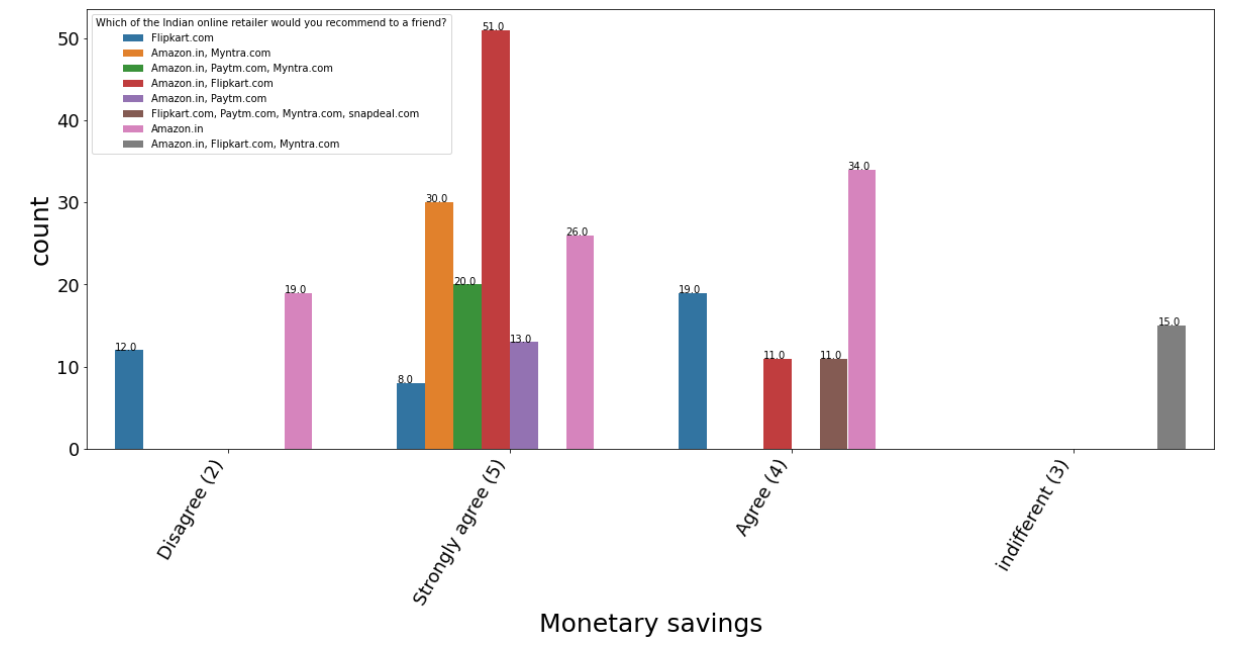 Which of the Indian online retailer would you recommend to a friend?
Flipkart.com
Amazon.in, Myntra.com
Amazon.in, Paytm.com, Myntra.com
Amazon.in, Flipkart.com
Amazon.in, Paytm.com
Flipkart.com, Paytm.com, Myntra.com, snapdeal.com
Amazon.in
Amazon.in, Flipkart.com, Myntra.com
50
40
30
20
10
0
count
12.0
19.0
8.0
30.0
20.0
51.0
13.0
26.0
19.0
11.0
11.0
34.0
15.0
Disagree (2)
Strongly agree (5)
Agree (4)
indifferent (3)
Monetary savings